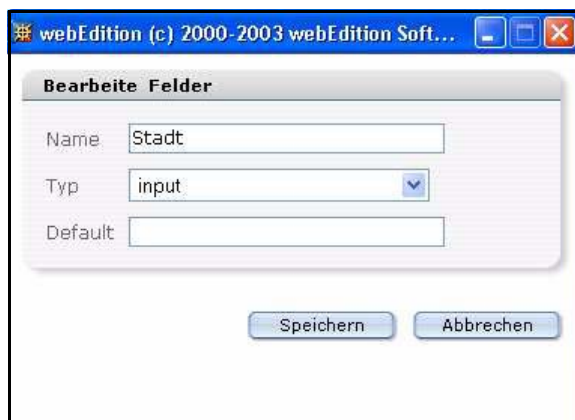 webEdition (c) 2000-2003 webEdition Soft...
Bearbeite Felder
Name Stadt
Typ input
Default
Speichern Abbrechen